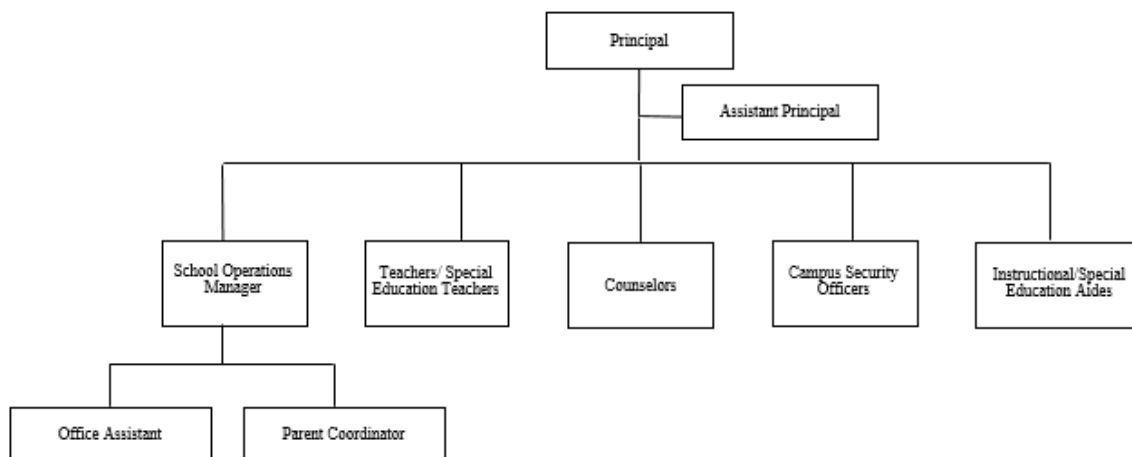 Principal
Assistant Principal
School Operations
Manager
Teachers/ Special
Education Teachers
Counselors
Campus Security
Officers
Instructional/Special
Education Aides
Office Assistant
Parent Coordinator